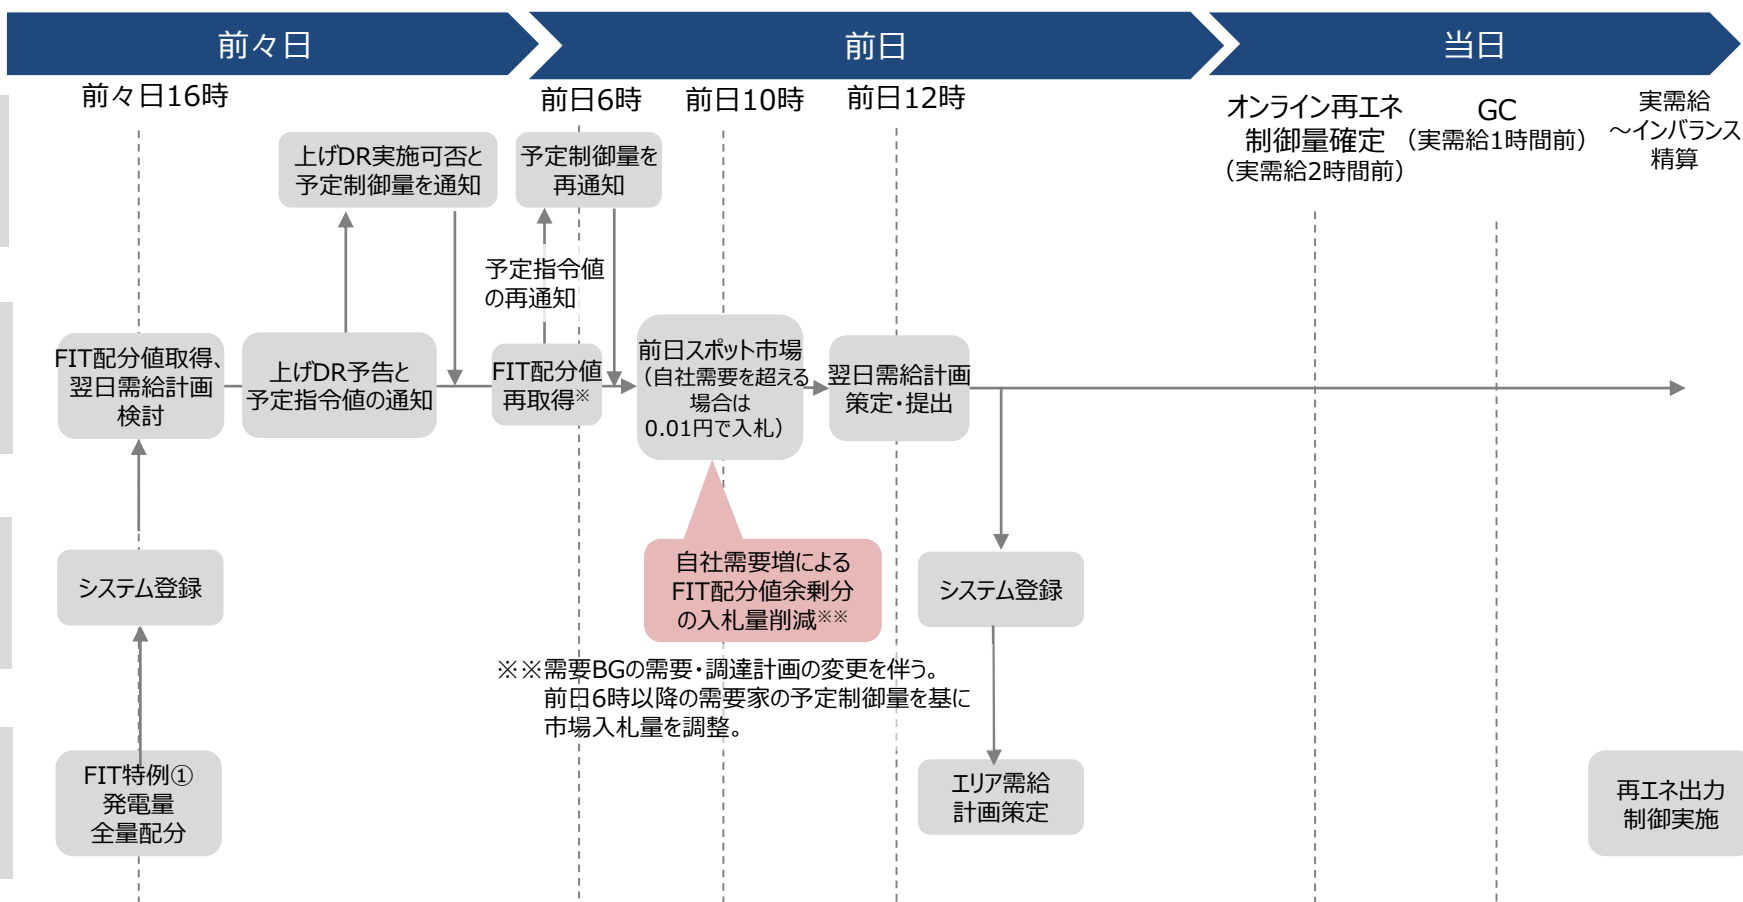 前々日
前日
当日
前々日16時
前日6時
前日10時
前日12時
オンライン再エネ
制御量確定
（実需給2時間前）
GC
（実需給1時間前）
実需給
～インバランス
精算
上げDR実施可否と
予定制御量を通知
予定制御量を
再通知
予定指令値
の再通知
FIT配分値取得、
翌日需給計画
検討
上げDR予告と
予定指令値の通知
FIT配分値
再取得※
前日スポット市場
（自社需要を超える
場合は
0.01円で入札）
翌日需給計画
策定・提出
システム登録
自社需要増による
FIT配分値余剰分
の入札量削減※※
システム登録
※※需要BGの需要・調達計画の変更を伴う。
前日6時以降の需要家の予定制御量を基に
市場入札量を調整。
FIT特例①
発電量
全量配分
エリア需給
計画策定
再エネ出力
制御実施